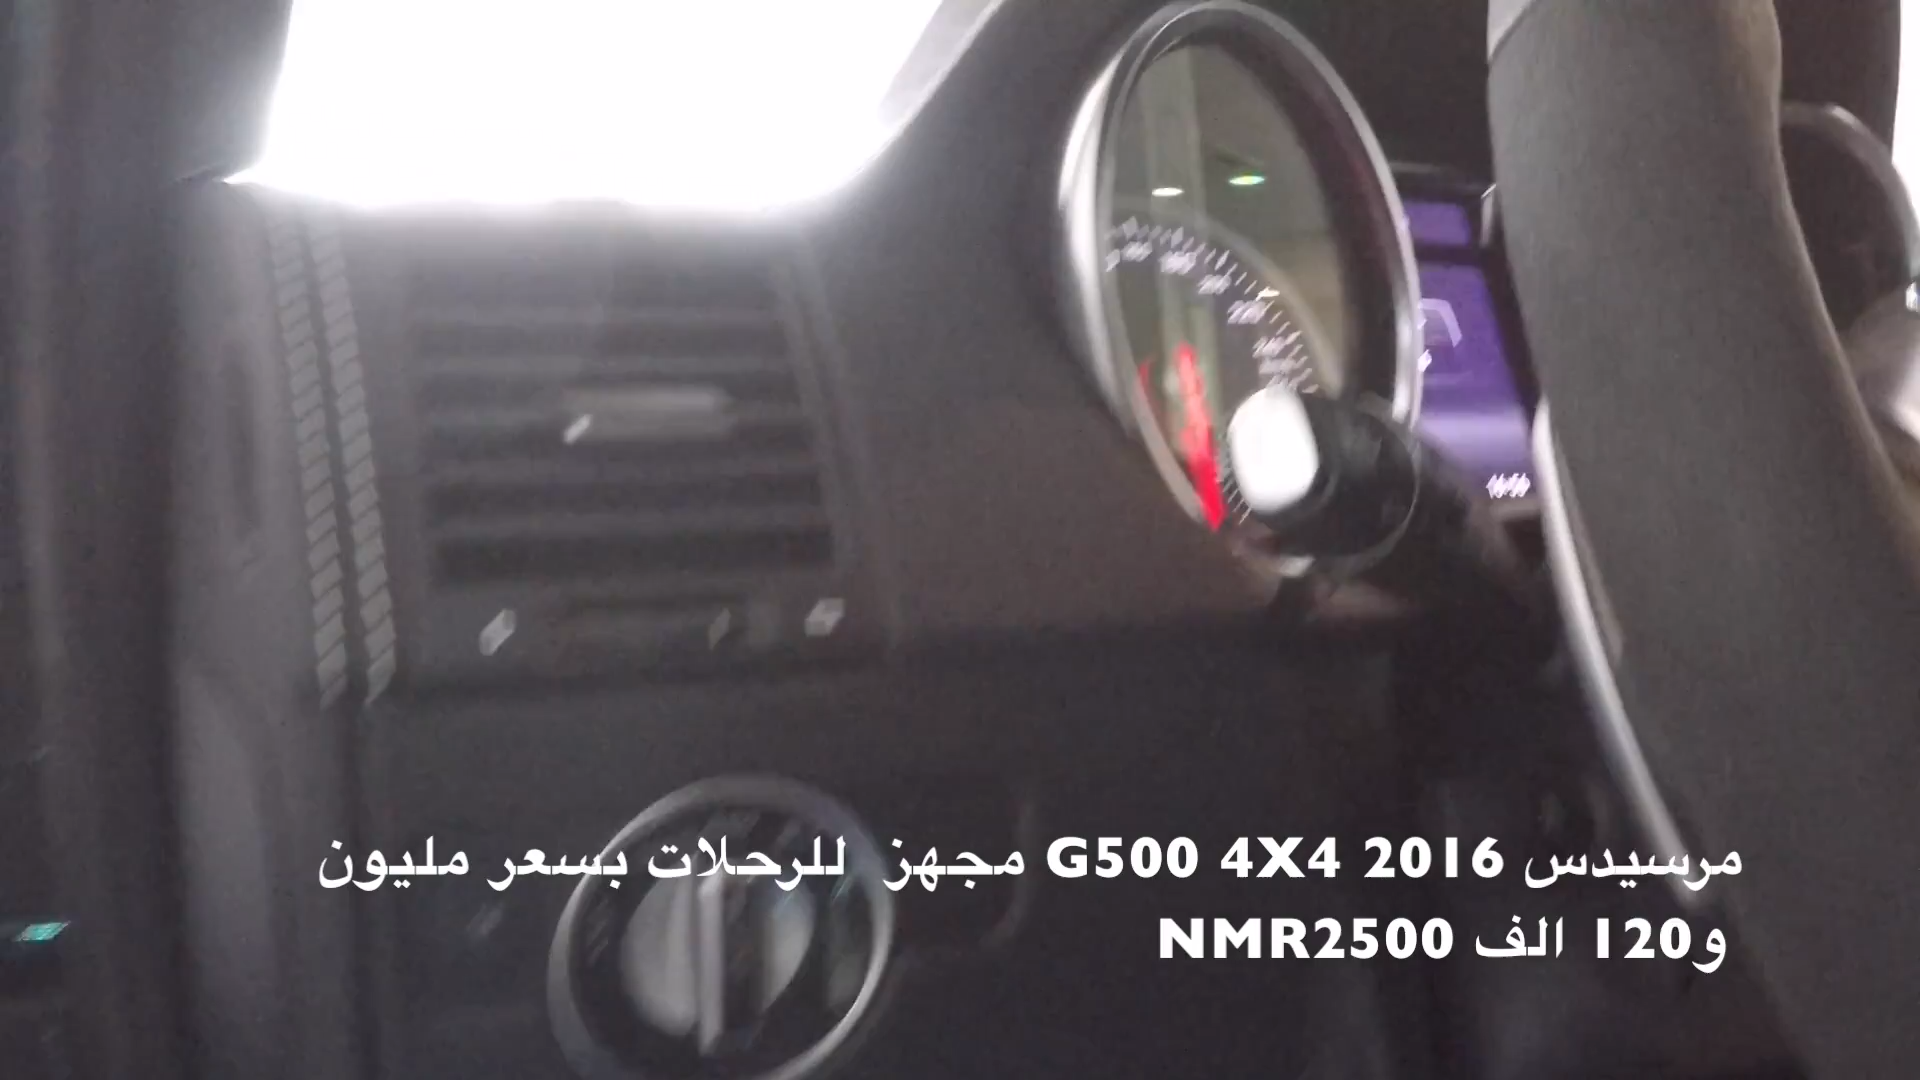 مرسيدس G500 4X4 2016 مجهز للرحلات بسعر مليون
و120 الف NMR2500